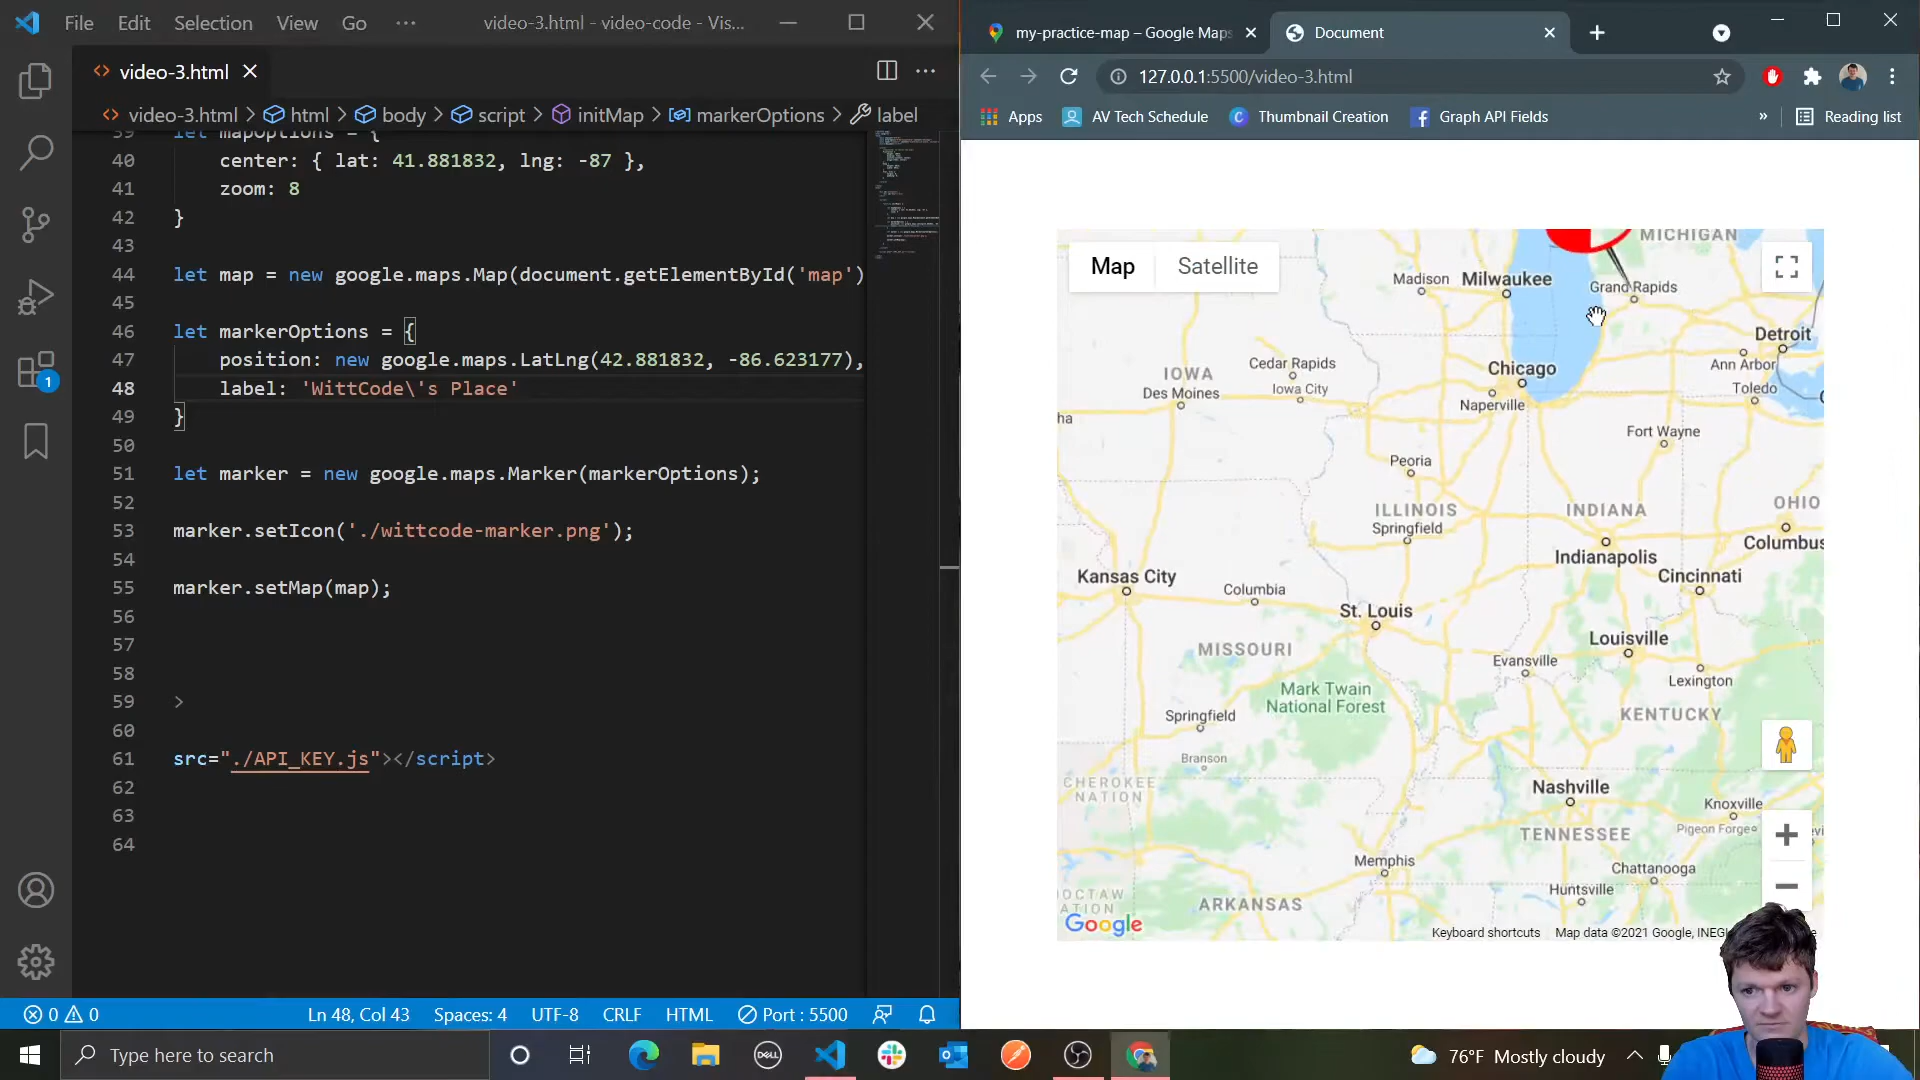 File Edit Selection View Go ··· video-3.html - video-code - Vis...
video-3.html
video-3.html > html > body > script > initMap > markerOptions > label
39 let mapOptions = {
40 center: { lat: 41.881832, lng: -87 },
41 zoom: 8
42 }
43
44 let map = new google.maps.Map(document.getElementById('map')
45
46 let markerOptions = {
47 position: new google.maps.LatLng(42.881832, -86.623177),
48 label: 'WittCode\'s Place'
49 }
50
51 let marker = new google.maps.Marker(markerOptions);
52
53 marker.setIcon('./wittcode-marker.png');
54
55 marker.setMap(map);
56
57
58
59 >
60
61 src="./API_KEY.js"></script>
62
63
64
1
0 0 Ln 48, Col 43 Spaces: 4 UTF-8 CRLF HTML Port : 5500
my-practice-map – Google Maps
Document
127.0.0.1:5500/video-3.html
Apps AV Tech Schedule Thumbnail Creation Graph API Fields » Reading list
Map Satellite
MICHIGAN
Madison Milwaukee
Grand Rapids
Detroit
Ann Arbor
Cedar Rapids
Chicago
IOWA
Iowa City
Des Moines
Toledo
Naperville
ha
Fort Wayne
Peoria
ILLINOIS
INDIANA
OHIO
Springfield
Columbus
Indianapolis
Kansas City
Cincinnati
Columbia
St. Louis
Louisville
MISSOURI
Evansville
Lexington
Mark Twain
National Forest
Springfield
KENTUCKY
Branson
CHEROKEE
NATION
Nashville
Knoxville
TENNESSEE
Pigeon Forge
Memphis
Chattanooga
Huntsville
OCTAW
ATION
ARKANSAS
Google
Keyboard shortcuts Map data ©2021 Google, INEGI
Type here to search
DELL
76°F Mostly cloudy